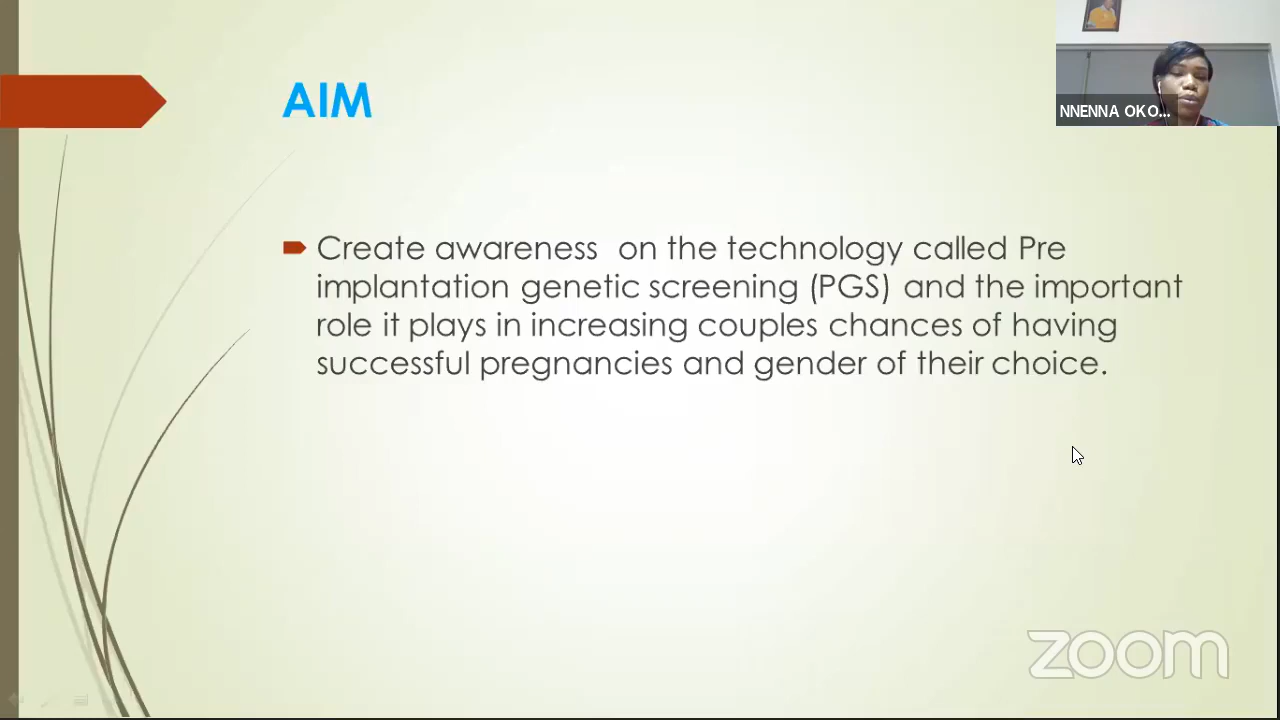 AIM
NNENNA OKO...
Create awareness on the technology called Pre
implantation genetic screening (PGS) and the important
role it plays in increasing couples chances of having
successful pregnancies and gender of their choice.
zoom